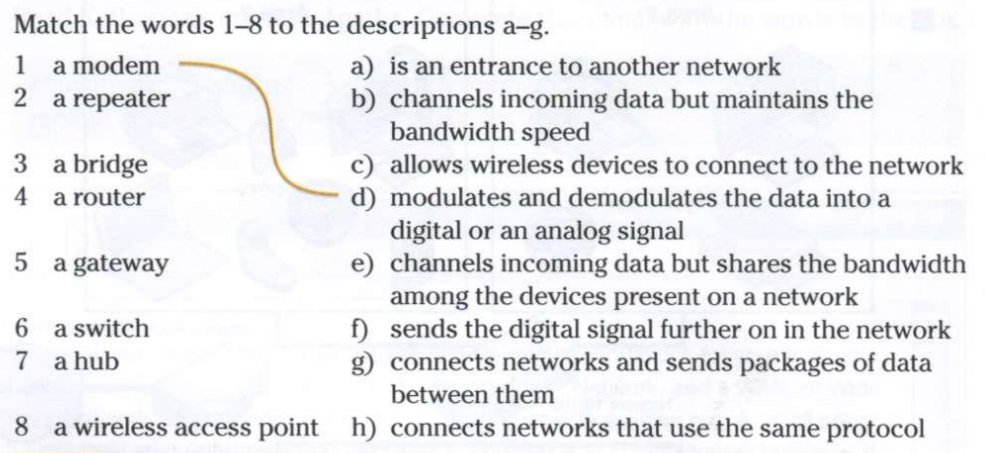 Match the words 1–8 to the descriptions a–g.
1 a modem a) is an entrance to another network
2 a repeater b) channels incoming data but maintains the
bandwidth speed
3 a bridge c) allows wireless devices to connect to the network
4 a router d) modulates and demodulates the data into a
digital or an analog signal
5 a gateway e) channels incoming data but shares the bandwidth
among the devices present on a network
6 a switch f) sends the digital signal further on in the network
7 a hub g) connects networks and sends packages of data
between them
8 a wireless access point h) connects networks that use the same protocol